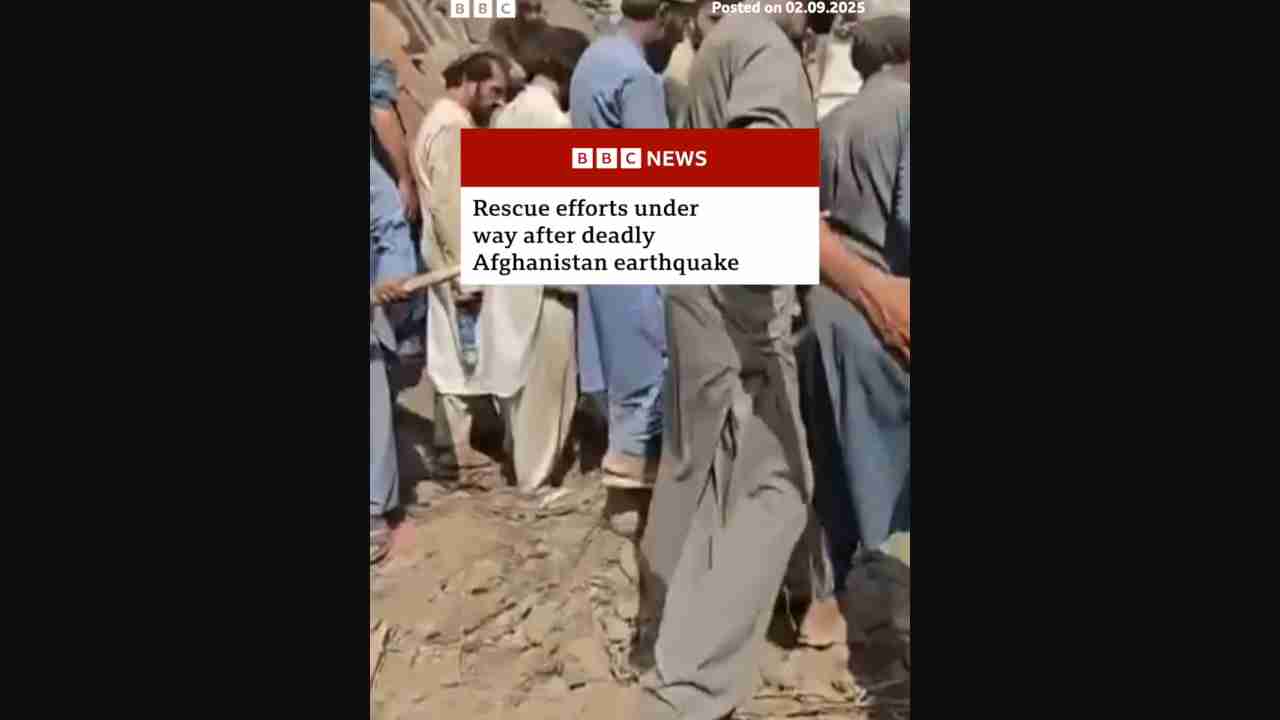 BBC
Posted on 02.09.2025
BBC NEWS
Rescue efforts under
way after deadly
Afghanistan earthquake